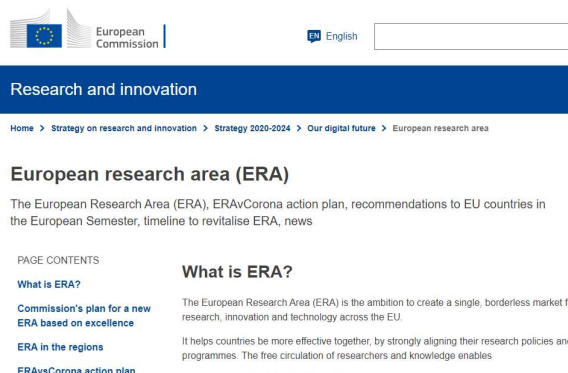 European
Commission
EN English
Research and innovation
Home > Strategy on research and innovation > Strategy 2020-2024 > Our digital future > European research area
European research area (ERA)
The European Research Area (ERA), ERAvCorona action plan, recommendations to EU countries in
the European Semester, timeline to revitalise ERA, news
PAGE CONTENTS
What is ERA?
Commission's plan for a new
ERA based on excellence
ERA in the regions
ERAvsCorona action plan
What is ERA?
The European Research Area (ERA) is the ambition to create a single, borderless market f
research, innovation and technology across the EU.
It helps countries be more effective together, by strongly aligning their research policies and
programmes. The free circulation of researchers and knowledge enables